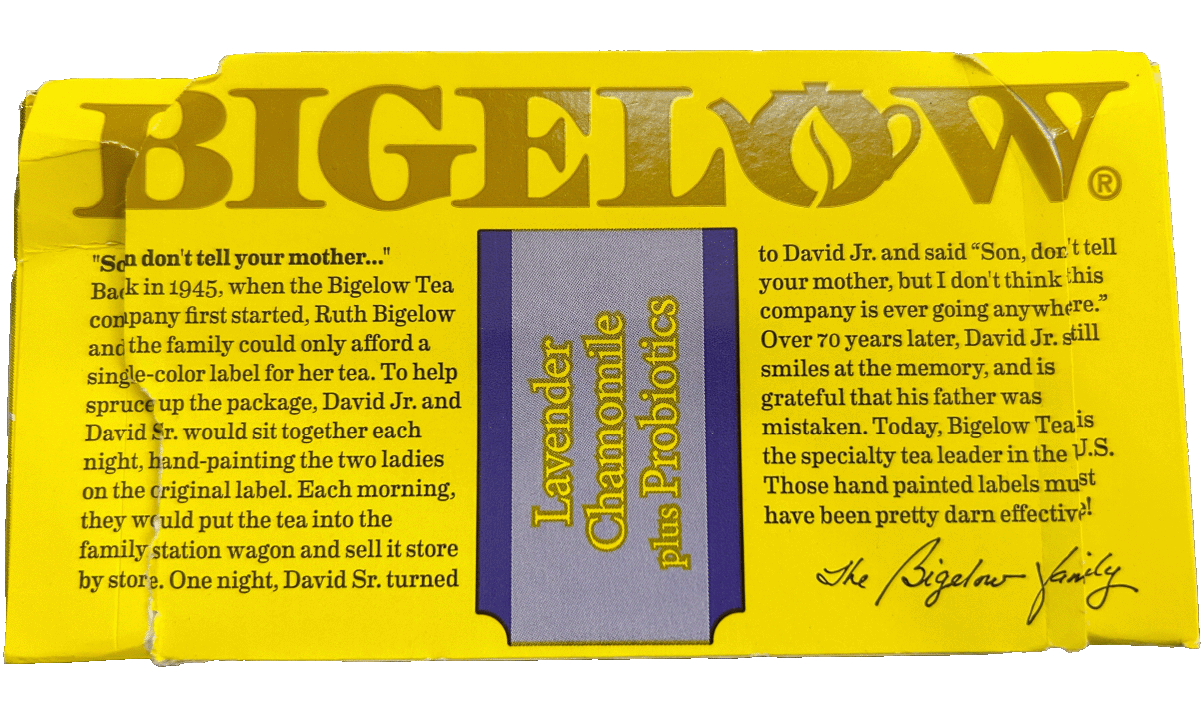 BIGELOW®
"Son don't tell your mother..."
Back in 1945, when the Bigelow Tea
company first started, Ruth Bigelow
and the family could only afford a
single-color label for her tea. To help
spruce up the package, David Jr. and
David Sr. would sit together each
night, hand-painting the two ladies
on the original label. Each morning,
they would put the tea into the
family station wagon and sell it store
by store. One night, David Sr. turned
Lavender
Chamomile
plus Probiotics
to David Jr. and said “Son, don't tell
your mother, but I don't think this
company is ever going anywhere.”
Over 70 years later, David Jr. still
smiles at the memory, and is
grateful that his father was
mistaken. Today, Bigelow Tea is
the specialty tea leader in the U.S.
Those hand painted labels must
have been pretty darn effective!
The Bigelow Family